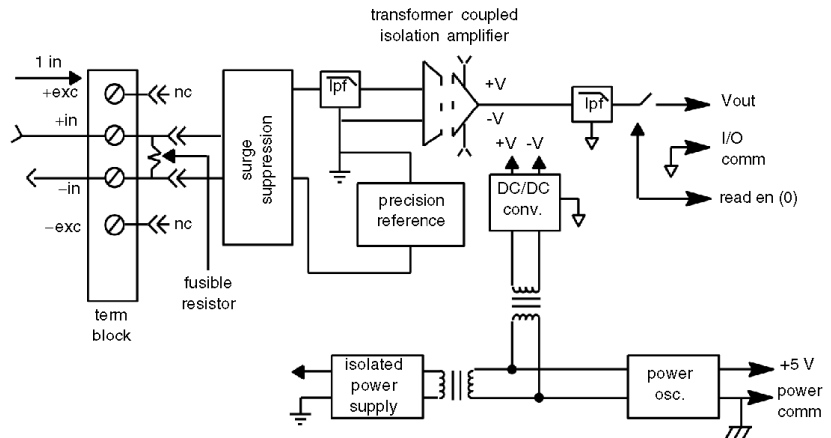 transformer coupled
isolation amplifier
1 in
+exc
nc
+in
−in
−exc
nc
term
block
fusible
resistor
surge
suppression
lpf
precision
reference
+V
-V
lpf
Vout
I/O
comm
read en (0)
+V -V
DC/DC
conv.
isolated
power
supply
power
osc.
+5 V
power
comm